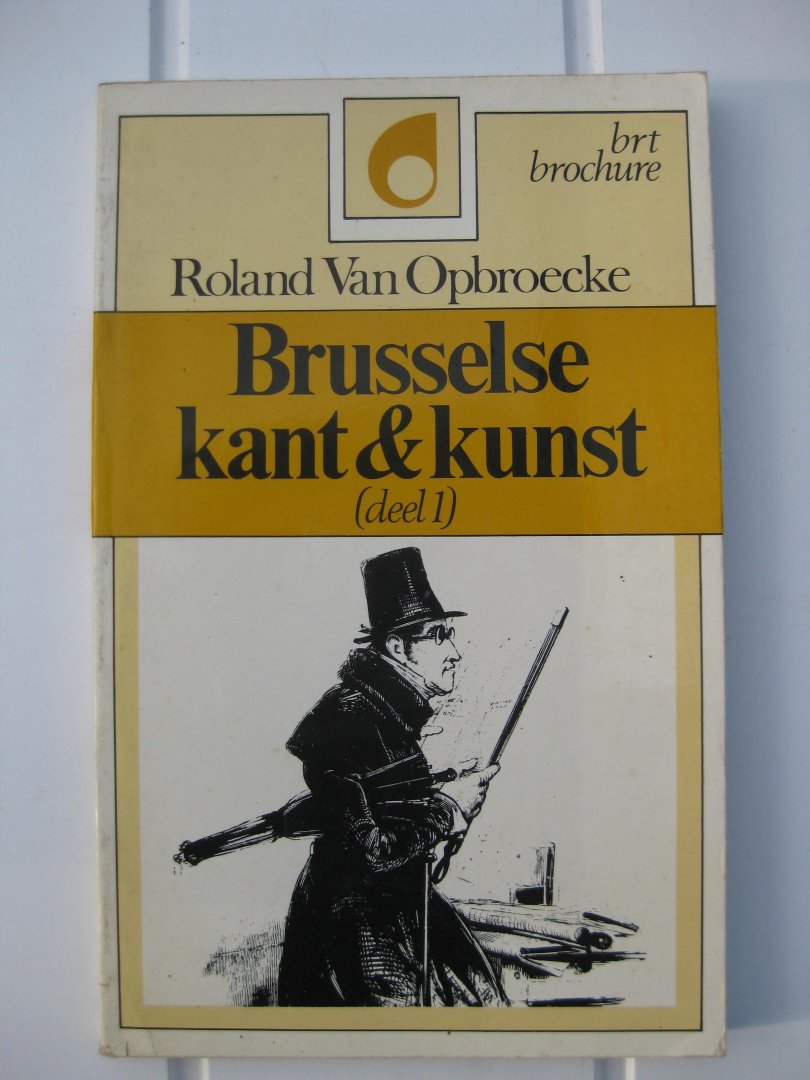 brt
brochure
Roland Van Opbroecke
Brusselse
kant & kunst
(deel 1)